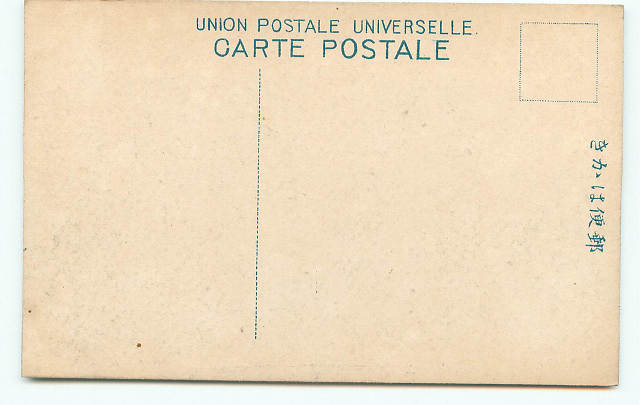 UNION POSTALE UNIVERSELLE.
CARTE POSTALE
郵便はかき